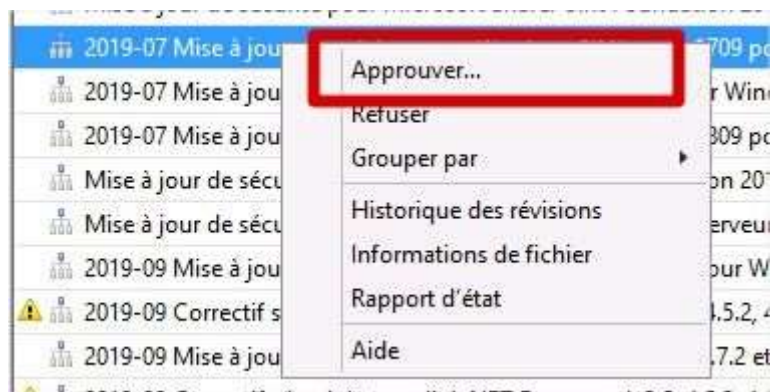 2019-07 Mise à jou
709 po
Approuver...
2019-07 Mise à jou
r Win
Refuser
2019-07 Mise à jou
309 po
Grouper par
Mise à jour de sécu
on 20
Historique des révisions
Mise à jour de sécu
erveur
Informations de fichier
2019-09 Mise à jou
our W
Rapport d'état
2019-09 Correctif s
4.5.2, 4
Aide
2019-09 Mise à jou
.7.2 et